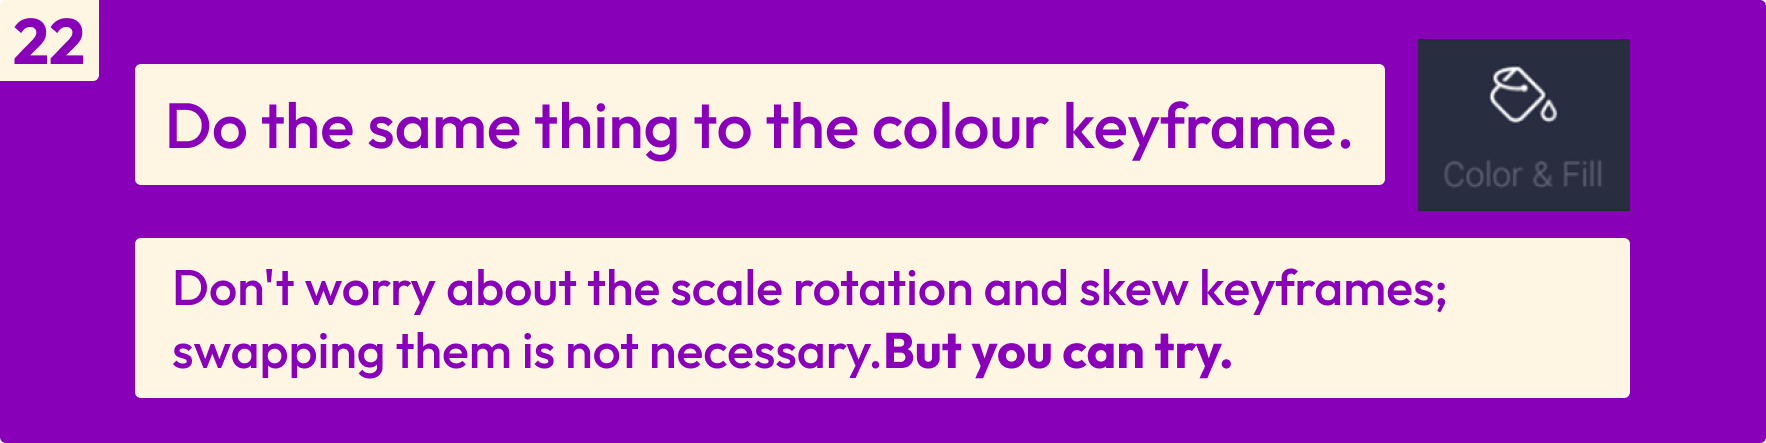 22
Do the same thing to the colour keyframe.
Color & Fill
Don't worry about the scale rotation and skew keyframes;
swapping them is not necessary.But you can try.